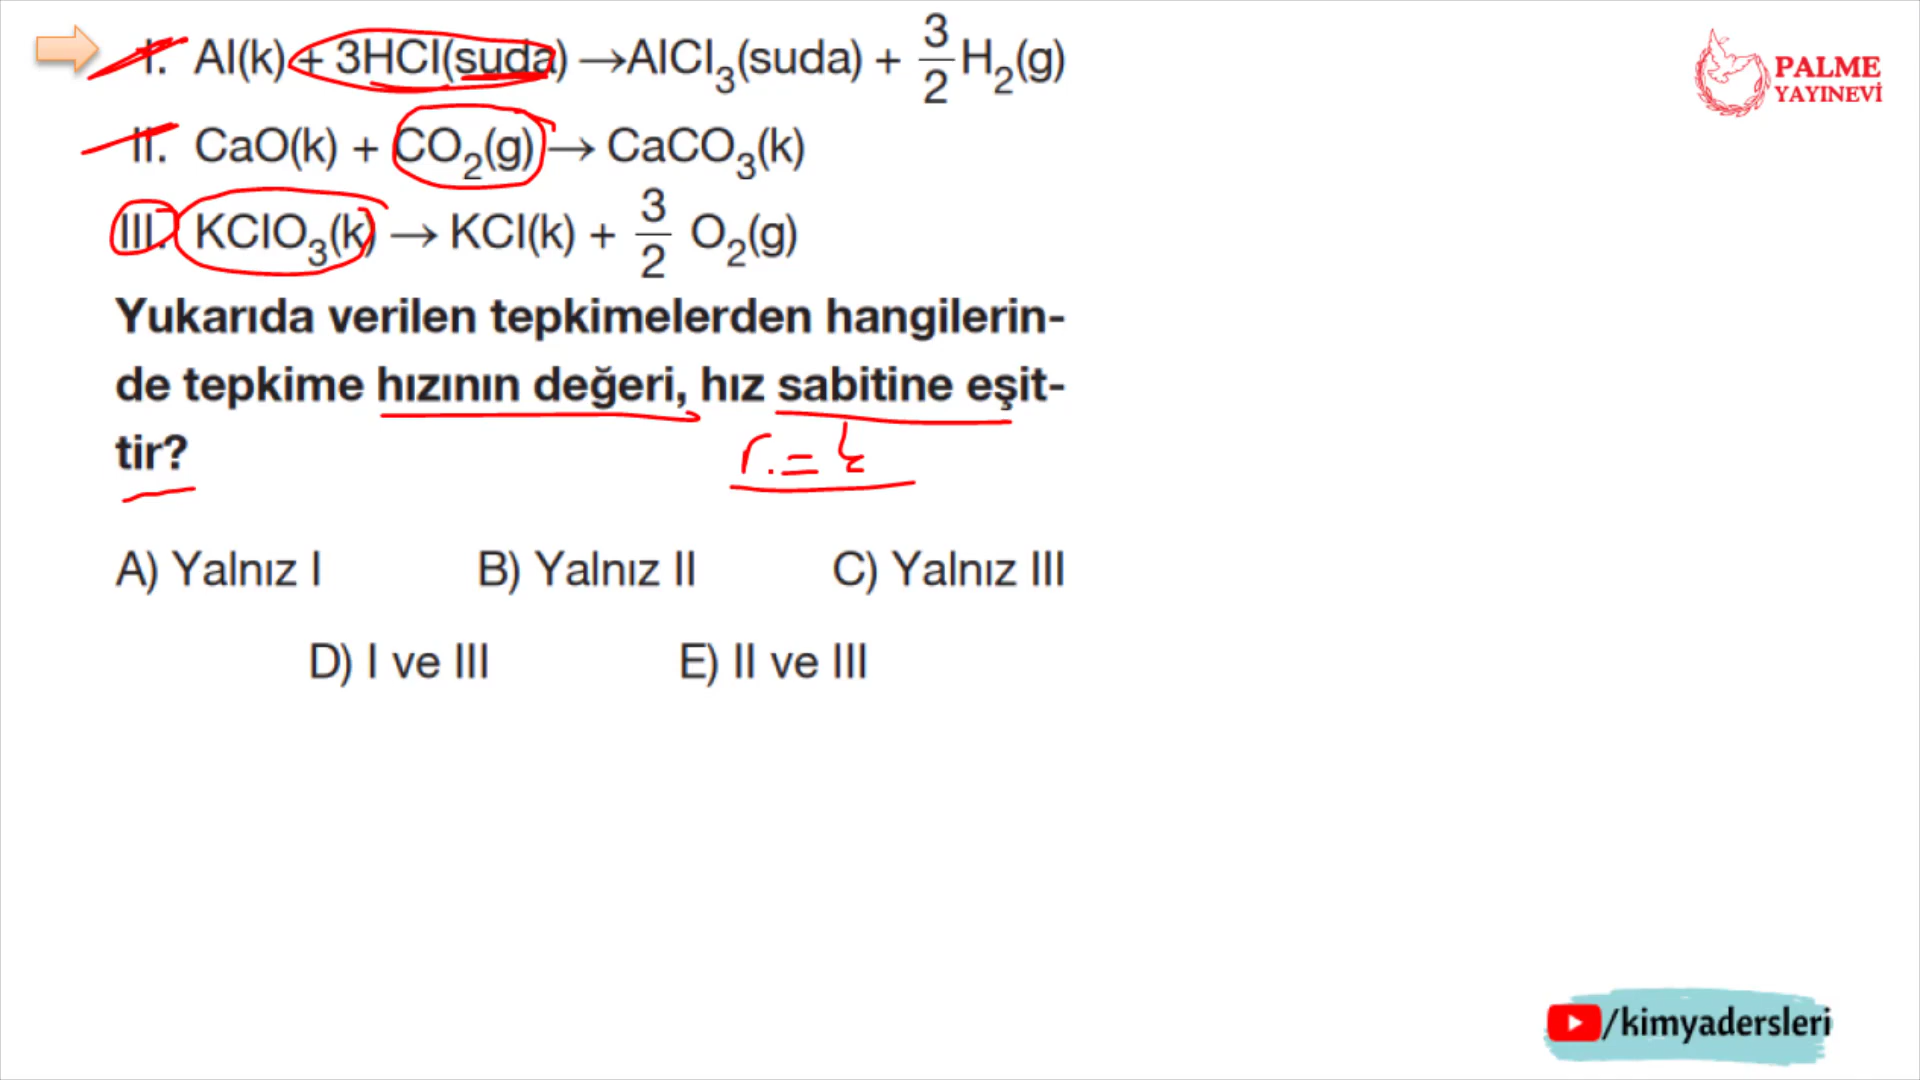 I. Al(k) + 3HCl(suda) →AlCl₃(suda) + 3/2 H₂(g)
PALME
YAYINEVİ
II. CaO(k) + CO₂(g) → CaCO₃(k)
III. KClO₃(k) → KCl(k) + 3/2 O₂(g)
Yukarıda verilen tepkimelerden hangilerin-
de tepkime hızının değeri, hız sabitine eşit-
tir?
r = k
A) Yalnız I B) Yalnız II C) Yalnız III
D) I ve III E) II ve III
/kimyadersleri